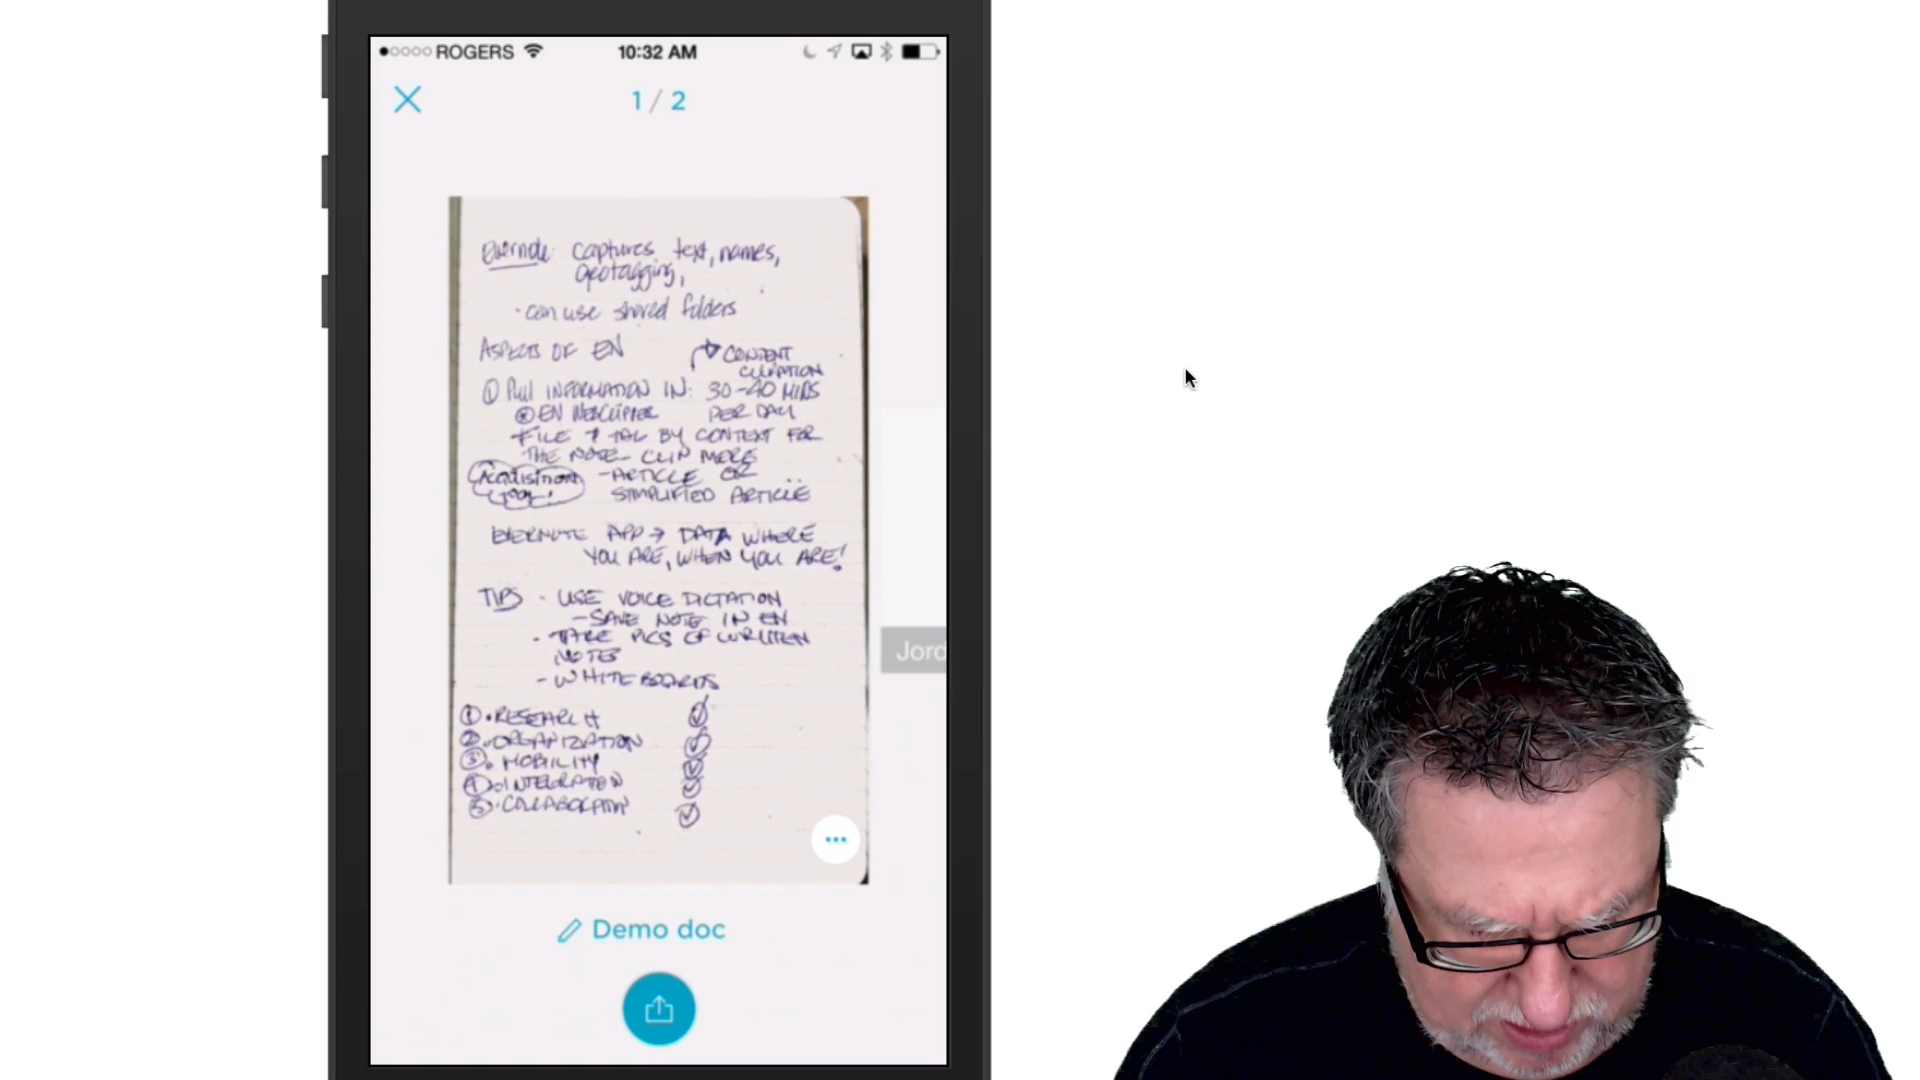 ROGERS 10:32 AM
1 / 2
Evernote: captures text, names,
geotagging,
· can use shared folders
ASPECTS OF EN
CONTENT
CURATION
① Pull INFORMATION IN: 30-40 MINS
EN WEBCLIPPER PER DAY
FILE & TAG BY CONTEXT FOR
THE NOTE - CLIP MORE
Acquisition - ARTICLE OR
Tool! SIMPLIFIED ARTICLE
EVERNOTE APP → DATA WHERE
YOU ARE, WHEN YOU ARE!
TIPS - USE VOICE DICTATION
- SAVE NOTE IN EN
- TAKE PICS OF WRITTEN
NOTES
- WHITE BOARDS
① · RESEARCH
② · ORGANIZATION
③ · MOBILITY
④ · INTEGRATION
⑤ · COLLABORATION
Jord
Demo doc